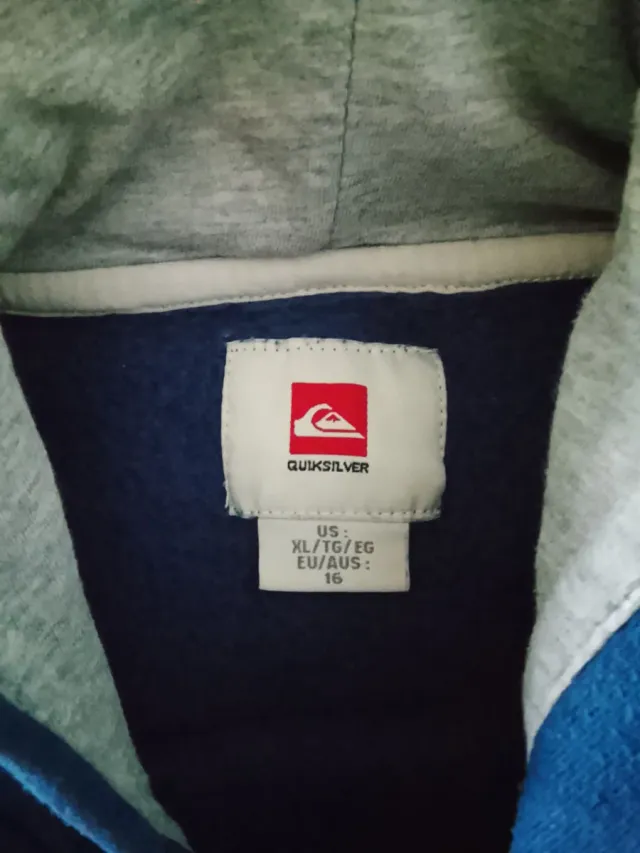 QUIKSILVER
US:
XL/TG/EG
EU/AUS:
16